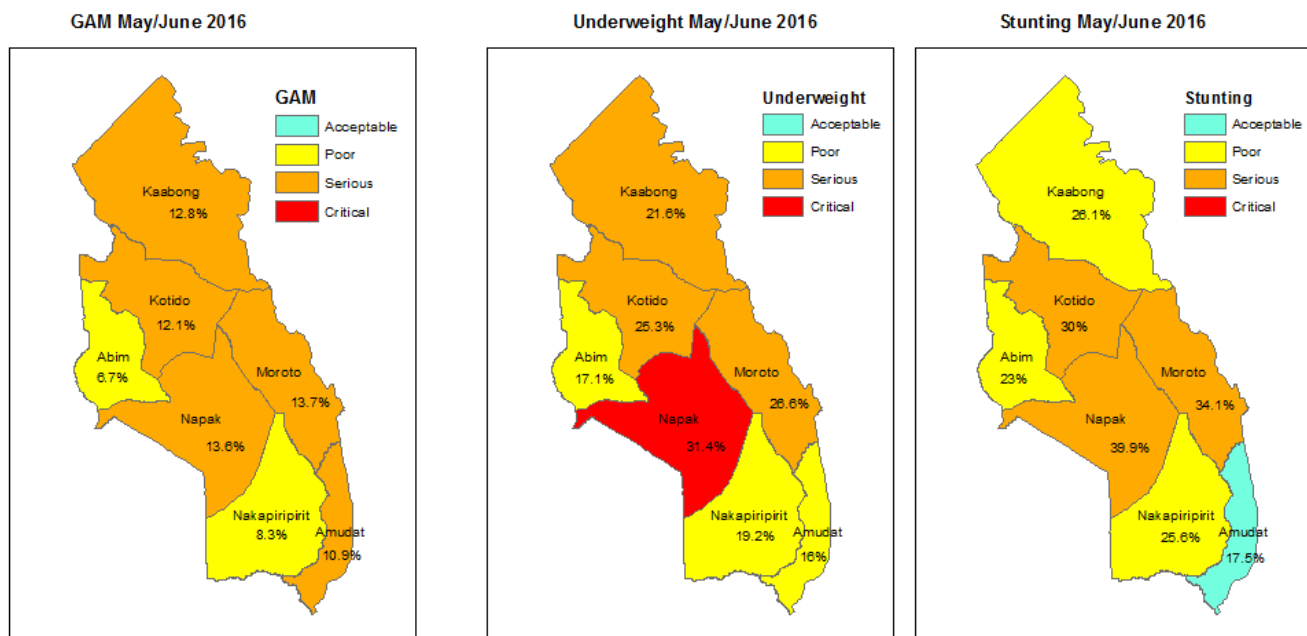 GAM May/June 2016
GAM
Acceptable
Poor
Serious
Critical
Kaabong
12.8%
Kotido
12.1%
Abim
6.7%
Moroto
13.7%
Napak
13.6%
Nakapiripirit
8.3%
Amudat
10.9%
Underweight May/June 2016
Underweight
Acceptable
Poor
Serious
Critical
Kaabong
21.6%
Kotido
25.3%
Abim
17.1%
Moroto
26.6%
Napak
31.4%
Nakapiripirit
19.2%
Amudat
16%
Stunting May/June 2016
Stunting
Acceptable
Poor
Serious
Critical
Kaabong
26.1%
Kotido
30%
Abim
23%
Moroto
34.1%
Napak
39.9%
Nakapiripirit
25.6%
Amudat
17.5%